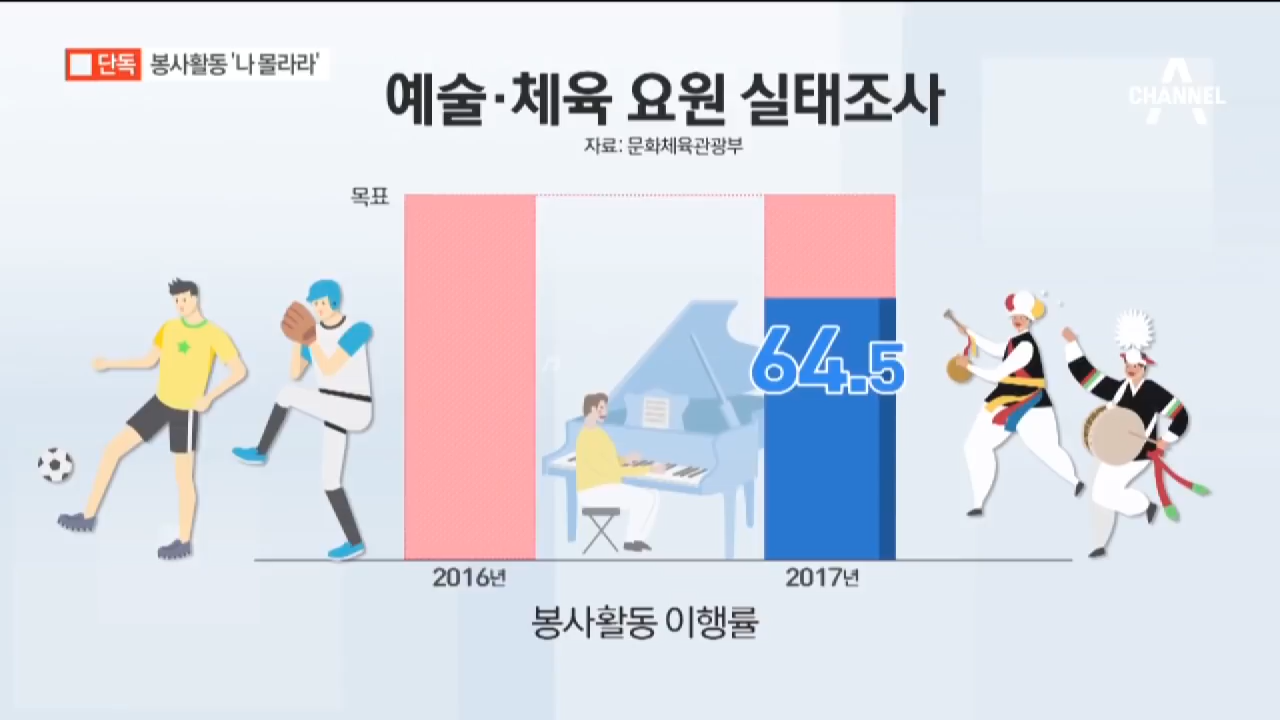 단독 봉사활동 '나 몰라라'
예술·체육 요원 실태조사
자료: 문화체육관광부
CHANNEL A
목표
64.5
2016년 2017년
봉사활동 이행률